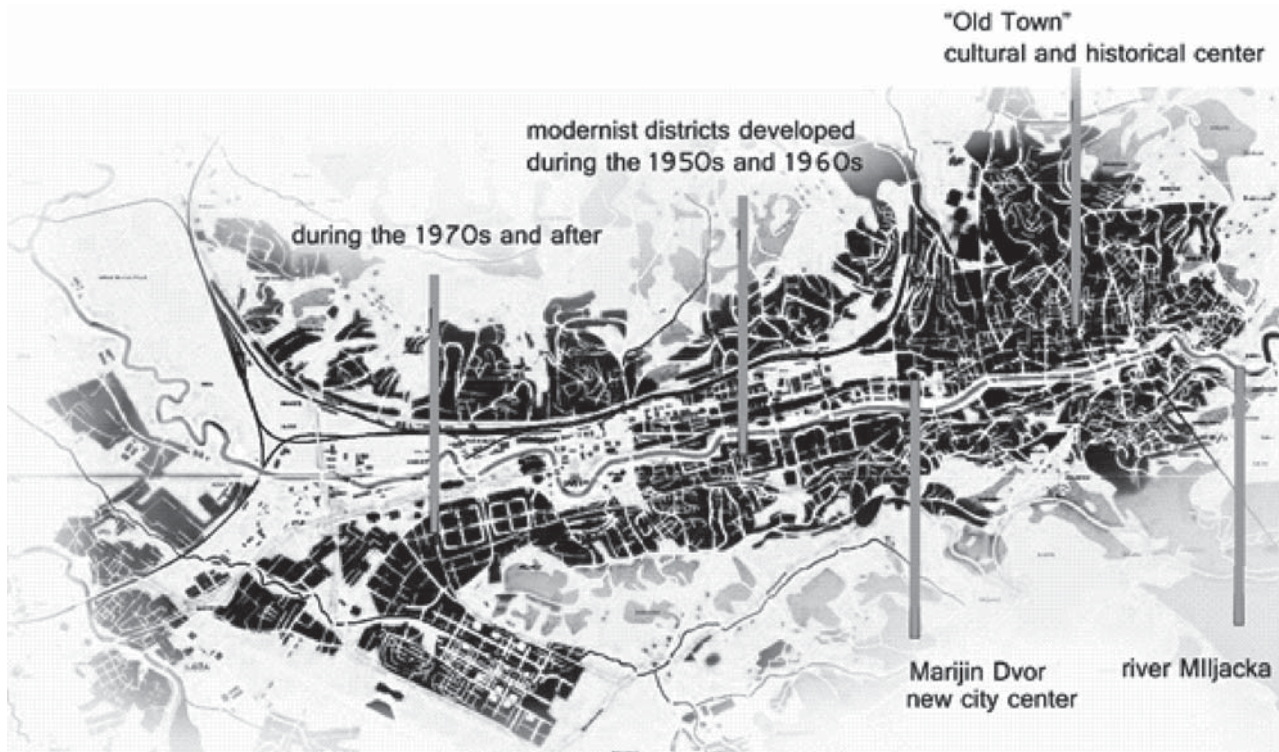 “Old Town”
cultural and historical center
modernist districts developed
during the 1950s and 1960s
during the 1970s and after
Marijin Dvor
new city center
river MIljacka